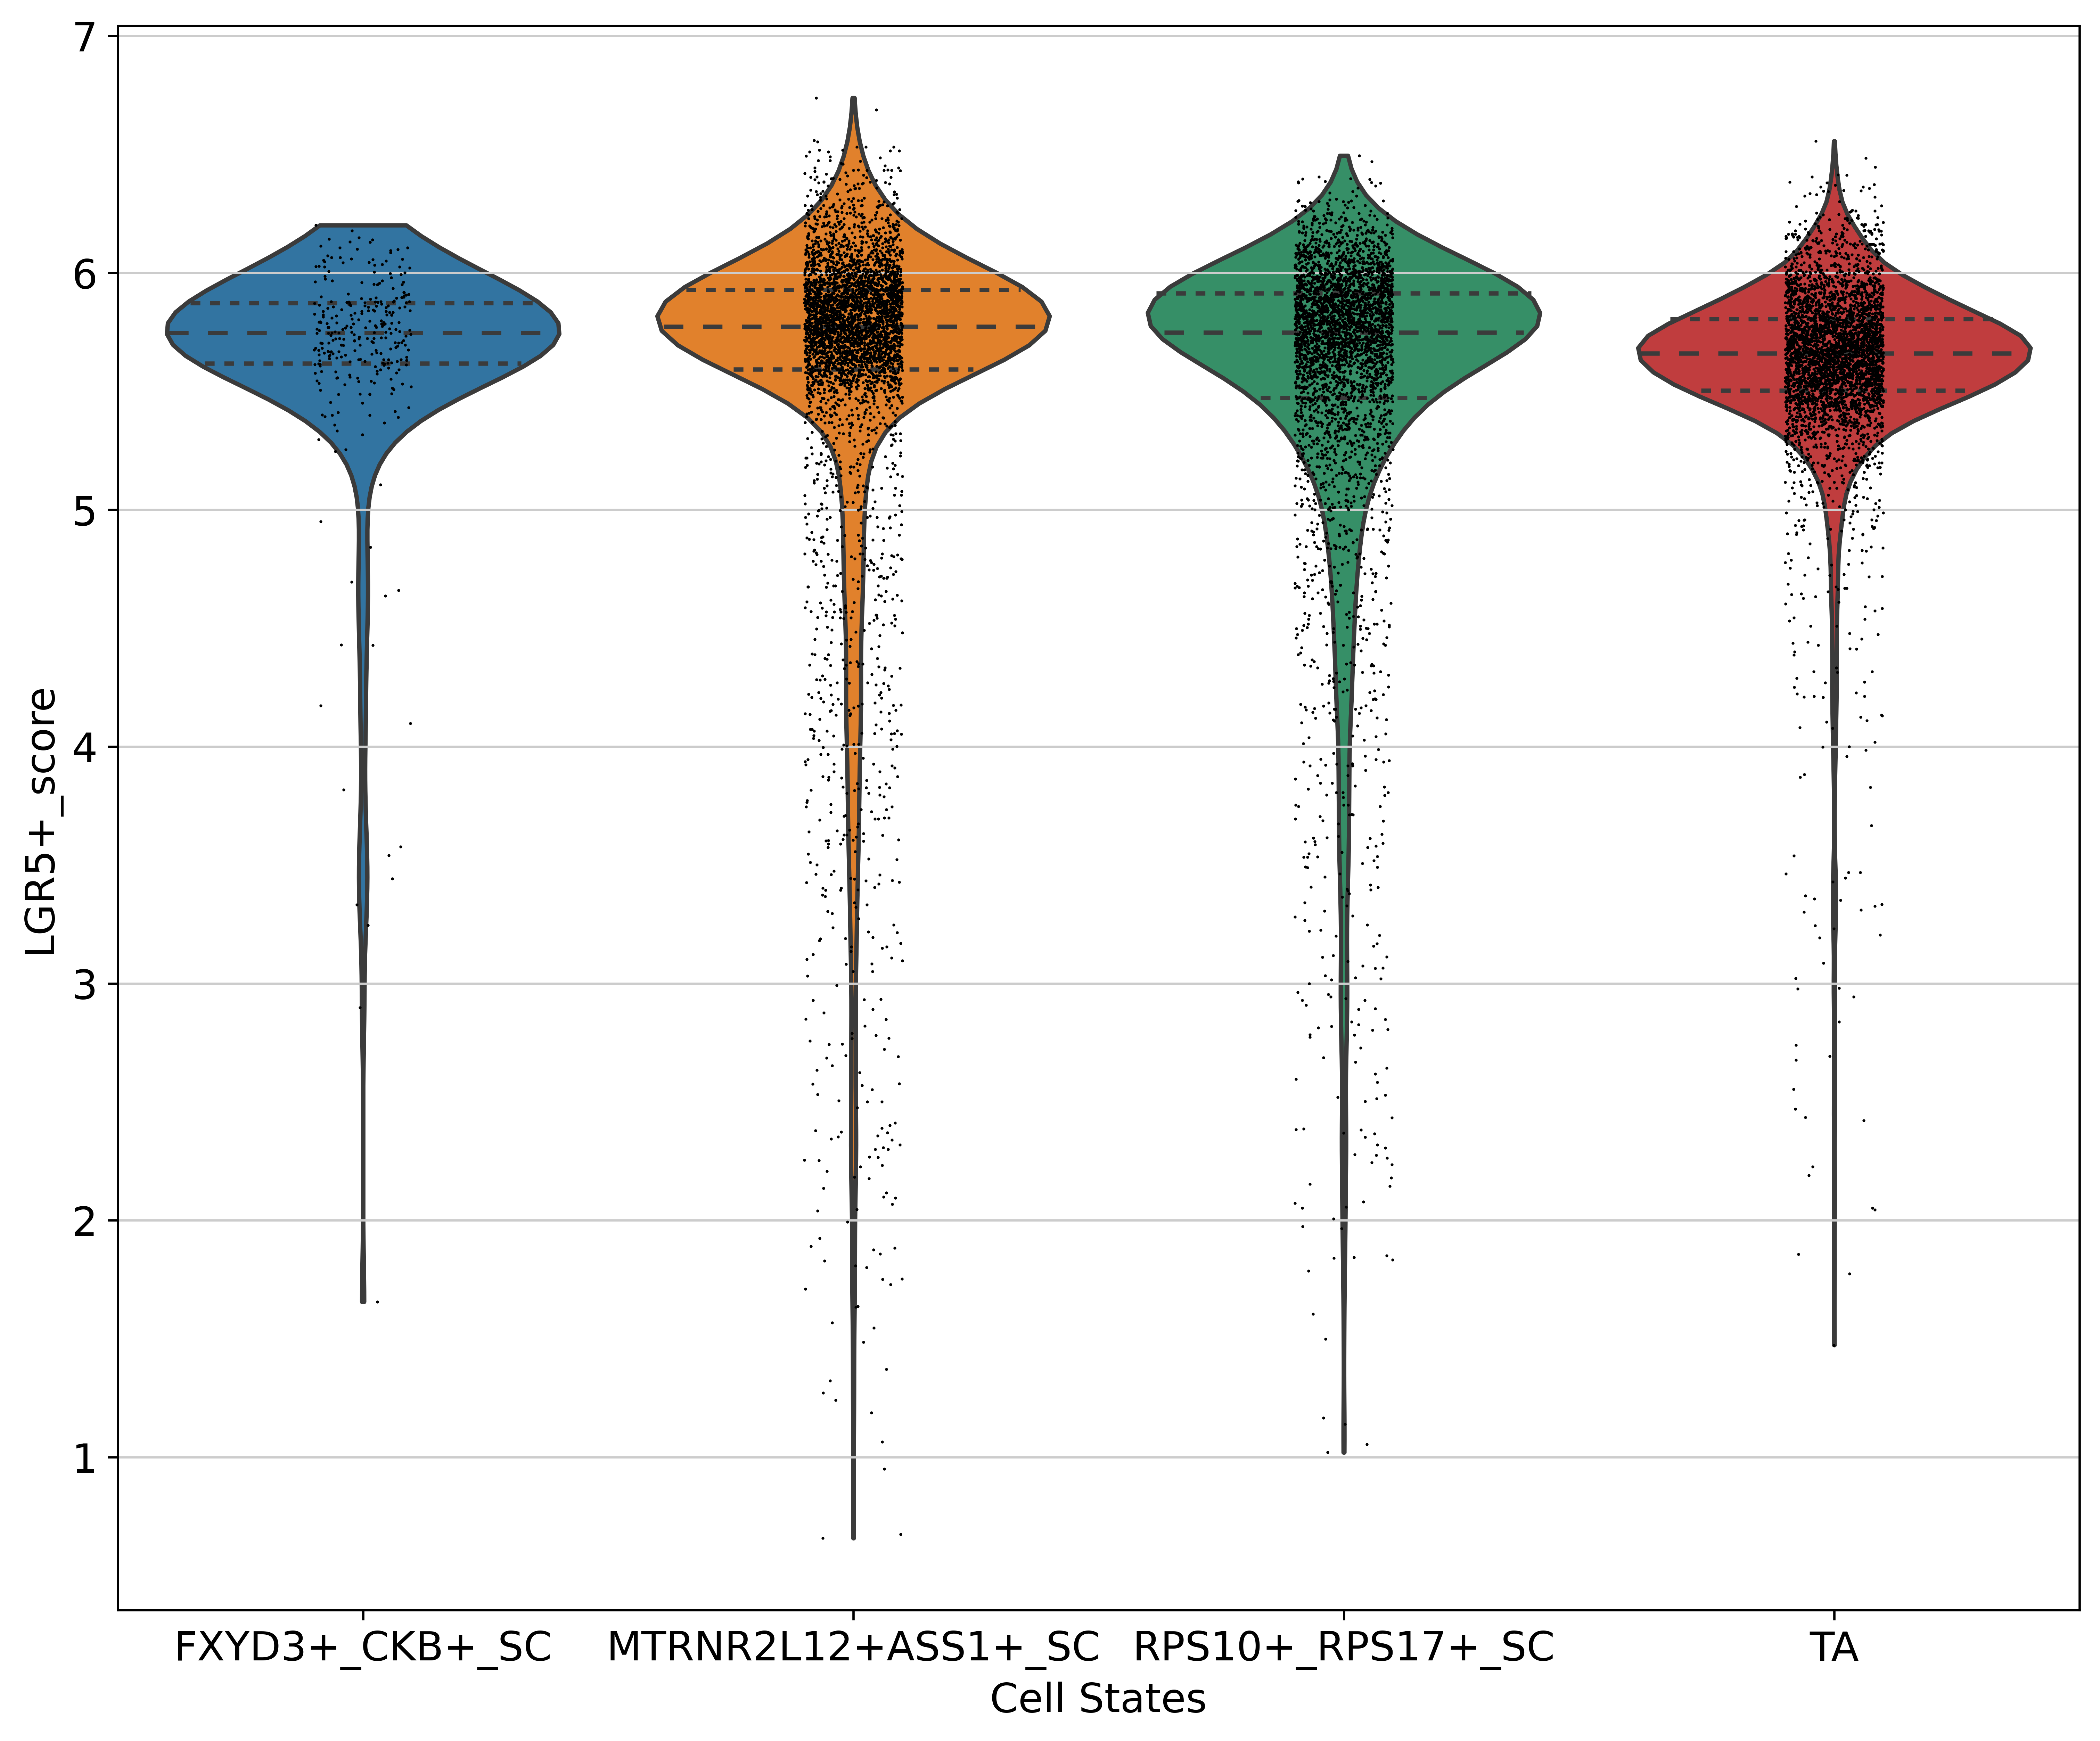 7
6
5
4
3
2
1
LGR5+_score
FXYD3+_CKB+_SC MTRNR2L12+ASS1+_SC RPS10+_RPS17+_SC TA
Cell States